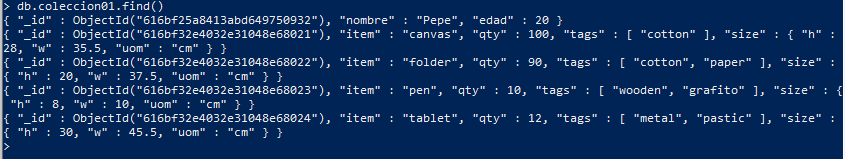 > db.coleccion01.find()
{ "_id" : ObjectId("616bf25a8413abd649750932"), "nombre" : "Pepe", "edad" : 20 }
{ "_id" : ObjectId("616bf32e4032e31048e68021"), "item" : "canvas", "qty" : 100, "tags" : [ "cotton" ], "size" : { "h" :
28, "w" : 35.5, "uom" : "cm" } }
{ "_id" : ObjectId("616bf32e4032e31048e68022"), "item" : "folder", "qty" : 90, "tags" : [ "cotton", "paper" ], "size" :
{ "h" : 20, "w" : 37.5, "uom" : "cm" } }
{ "_id" : ObjectId("616bf32e4032e31048e68023"), "item" : "pen", "qty" : 10, "tags" : [ "wooden", "grafito" ], "size" : {
"h" : 8, "w" : 10, "uom" : "cm" } }
{ "_id" : ObjectId("616bf32e4032e31048e68024"), "item" : "tablet", "qty" : 12, "tags" : [ "metal", "pastic" ], "size" :
{ "h" : 30, "w" : 45.5, "uom" : "cm" } }
>